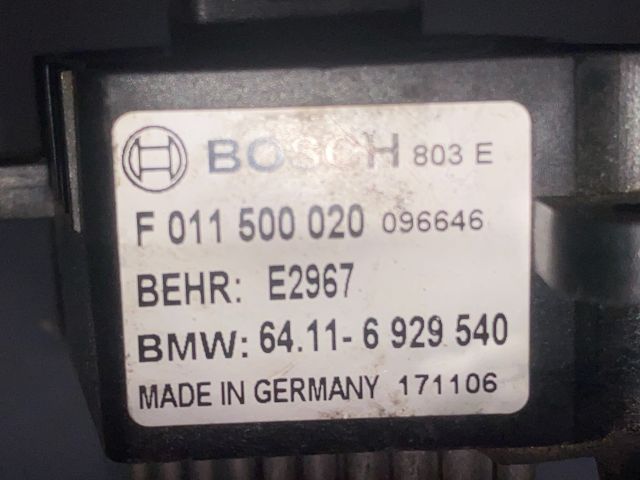 BOSCH 803 E
F 011 500 020 096646
BEHR: E2967
BMW: 64.11- 6 929 540
MADE IN GERMANY 171106